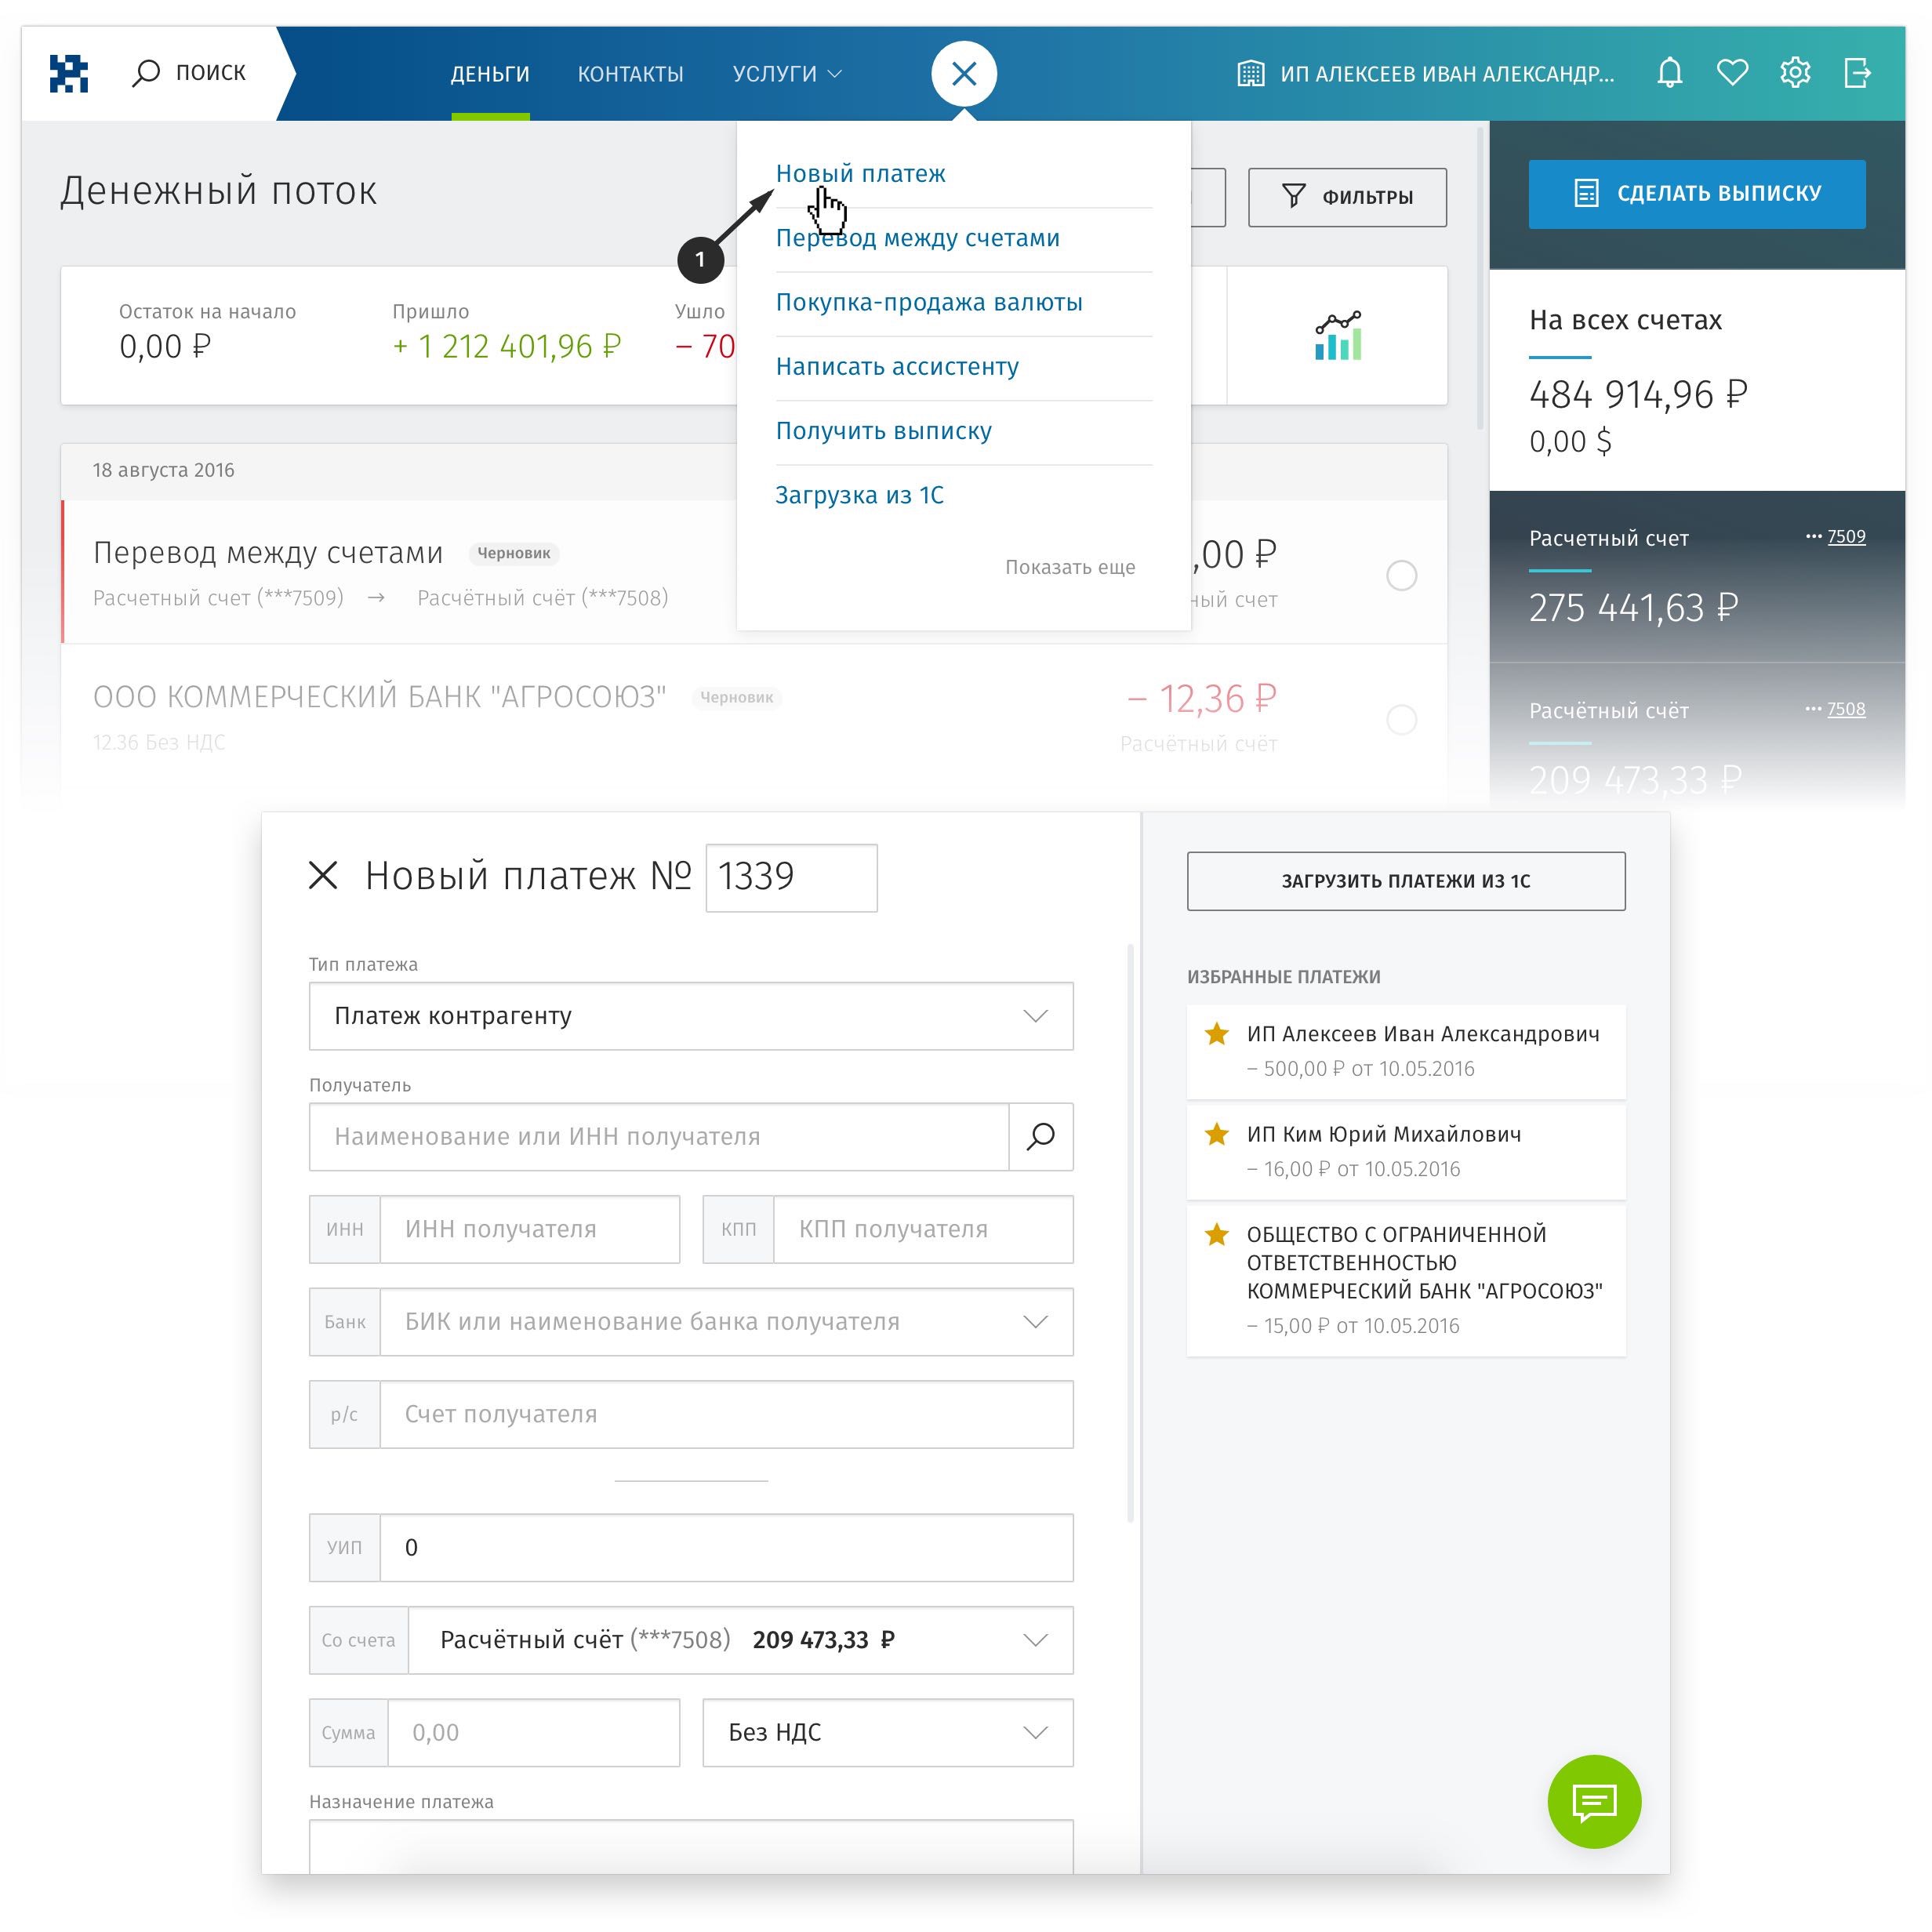 ПОИСК
ДЕНЬГИ
КОНТАКТЫ
УСЛУГИ
ИП АЛЕКСЕЕВ ИВАН АЛЕКСАНДР...
Денежный поток
Новый платеж
Перевод между счетами
Покупка-продажа валюты
Написать ассистенту
Получить выписку
Загрузка из 1С
Показать еще
1
ФИЛЬТРЫ
СДЕЛАТЬ ВЫПИСКУ
Остаток на начало
0,00 ₽
Пришло
+ 1 212 401,96 ₽
Ушло
– 70
На всех счетах
484 914,96 ₽
0,00 $
18 августа 2016
Перевод между счетами Черновик
Расчетный счет (***7509) → Расчётный счёт (***7508)
,00 ₽
ный счет
Расчетный счет ··· 7509
275 441,63 ₽
ООО КОММЕРЧЕСКИЙ БАНК "АГРОСОЮЗ" Черновик
12.36 Без НДС
– 12,36 ₽
Расчётный счёт
Расчётный счёт ··· 7508
209 473,33 ₽
Новый платеж № 1339
Тип платежа
Платеж контрагенту
Получатель
Наименование или ИНН получателя
ИНН ИНН получателя
КПП КПП получателя
Банк БИК или наименование банка получателя
р/с Счет получателя
УИП 0
Со счета Расчётный счёт (***7508) 209 473,33 ₽
Сумма 0,00
Без НДС
Назначение платежа
ЗАГРУЗИТЬ ПЛАТЕЖИ ИЗ 1С
ИЗБРАННЫЕ ПЛАТЕЖИ
ИП Алексеев Иван Александрович
– 500,00 ₽ от 10.05.2016
ИП Ким Юрий Михайлович
– 16,00 ₽ от 10.05.2016
ОБЩЕСТВО С ОГРАНИЧЕННОЙ
ОТВЕТСТВЕННОСТЬЮ
КОММЕРЧЕСКИЙ БАНК "АГРОСОЮЗ"
– 15,00 ₽ от 10.05.2016